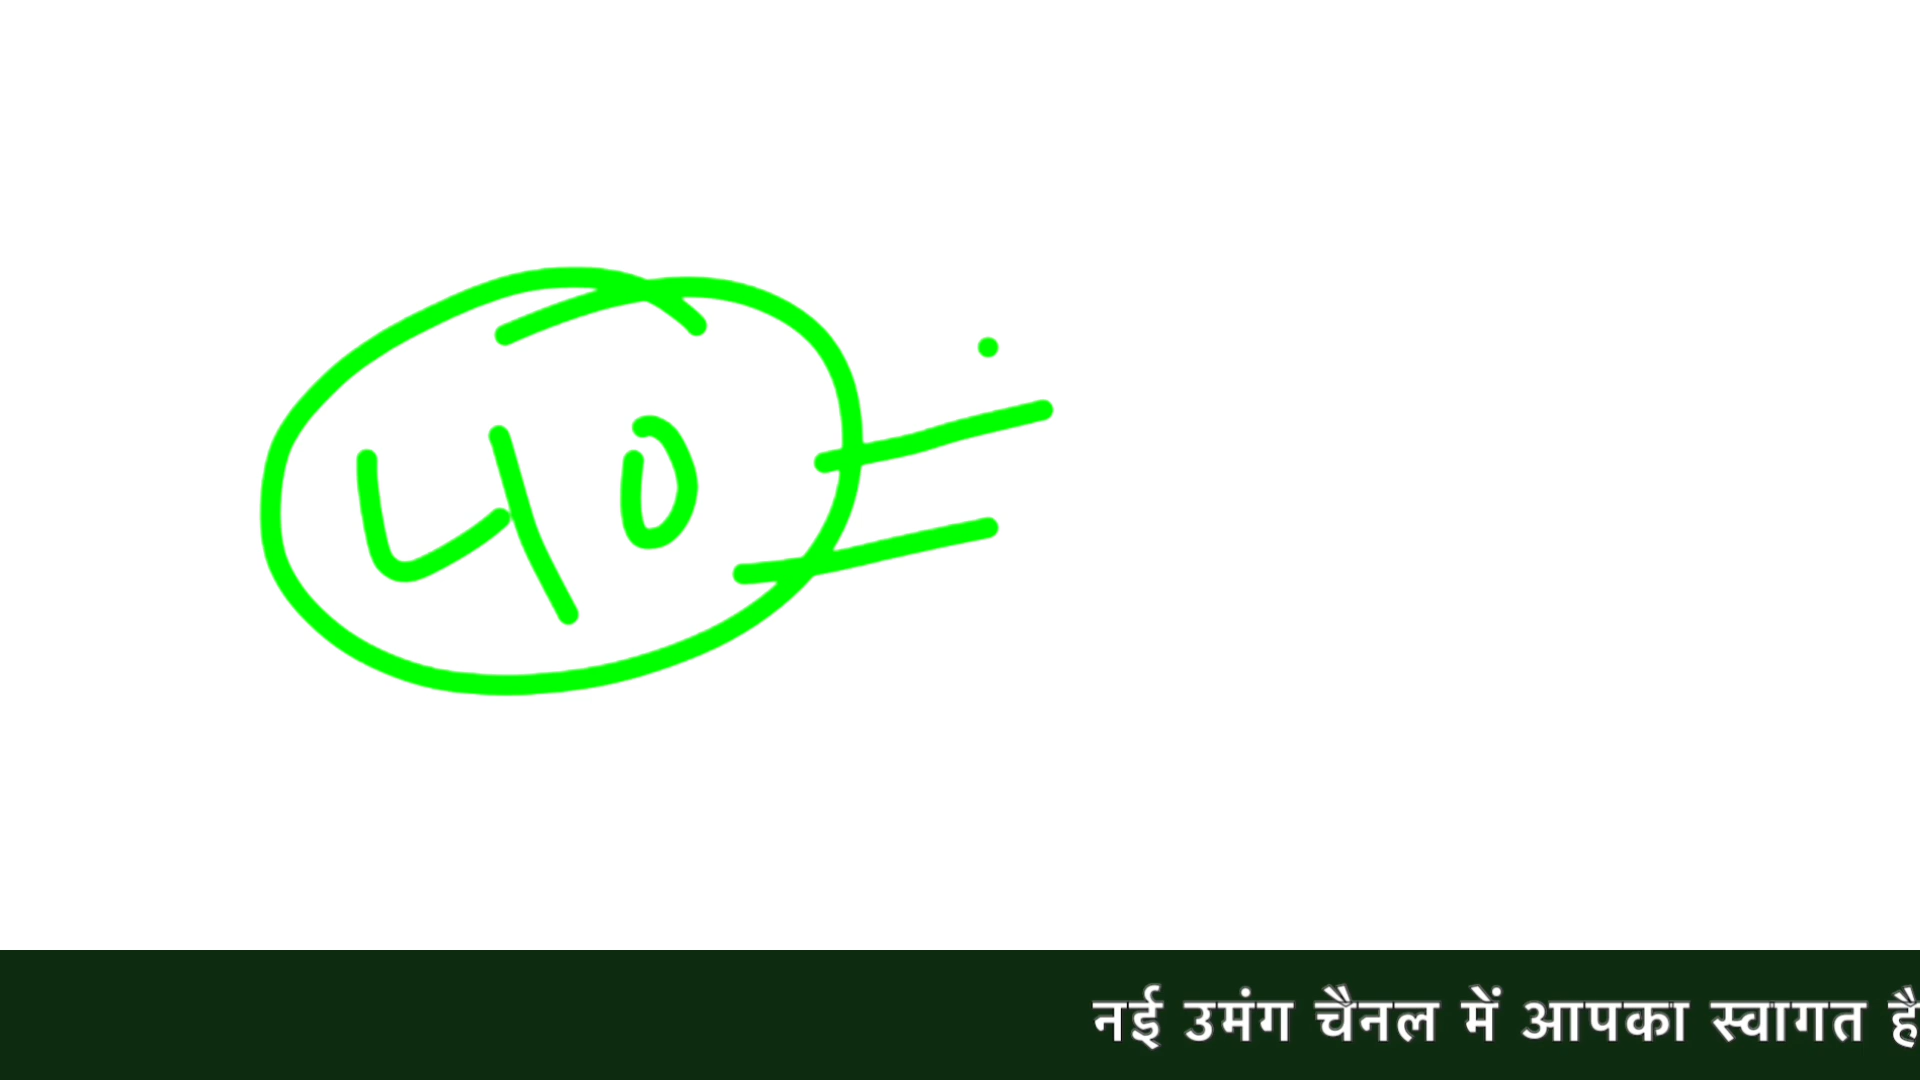 40 =
नई उमंग चैनल में आपका स्वागत है